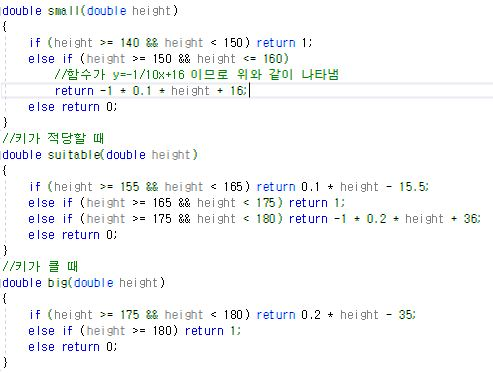 double small(double height)
{
if (height >= 140 && height < 150) return 1;
else if (height >= 150 && height <= 160)
//함수가 y=-1/10x+16 이므로 위와 같이 나타냄
return -1 * 0.1 * height + 16;
else return 0;
}
//키가 적당할 때
double suitable(double height)
{
if (height >= 155 && height < 165) return 0.1 * height - 15.5;
else if (height >= 165 && height < 175) return 1;
else if (height >= 175 && height < 180) return -1 * 0.2 * height + 36;
else return 0;
}
//키가 클 때
double big(double height)
{
if (height >= 175 && height < 180) return 0.2 * height - 35;
else if (height >= 180) return 1;
else return 0;
}